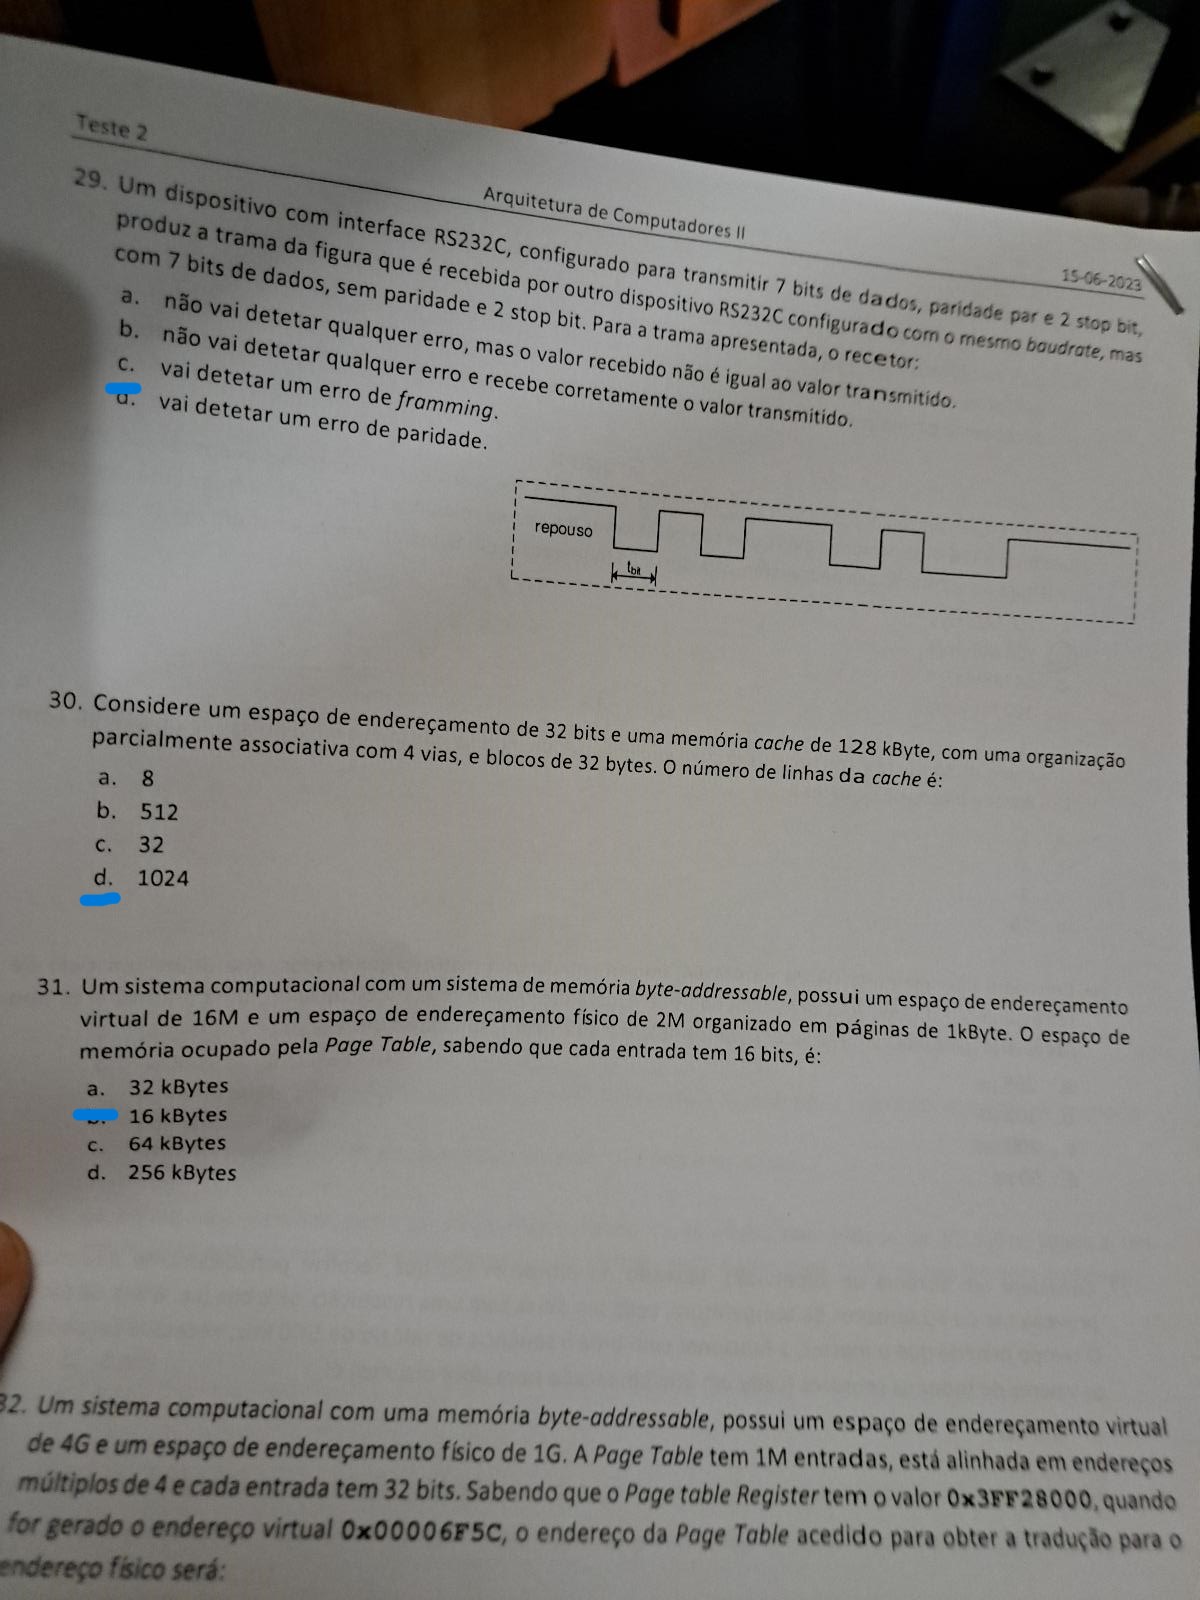 Teste 2
Arquitetura de Computadores II
15-06-2023
29. Um dispositivo com interface RS232C, configurado para transmitir 7 bits de dados, paridade par e 2 stop bit,
produz a trama da figura que é recebida por outro dispositivo RS232C configurado com o mesmo baudrate, mas
com 7 bits de dados, sem paridade e 2 stop bit. Para a trama apresentada, o recetor:
a. não vai detetar qualquer erro, mas o valor recebido não é igual ao valor transmitido.
b. não vai detetar qualquer erro e recebe corretamente o valor transmitido.
c. vai detetar um erro de framming.
d. vai detetar um erro de paridade.
repouso
tbit
30. Considere um espaço de endereçamento de 32 bits e uma memória cache de 128 kByte, com uma organização
parcialmente associativa com 4 vias, e blocos de 32 bytes. O número de linhas da cache é:
a. 8
b. 512
c. 32
d. 1024
31. Um sistema computacional com um sistema de memória byte-addressable, possui um espaço de endereçamento
virtual de 16M e um espaço de endereçamento físico de 2M organizado em páginas de 1kByte. O espaço de
memória ocupado pela Page Table, sabendo que cada entrada tem 16 bits, é:
a. 32 kBytes
16 kBytes
c. 64 kBytes
d. 256 kBytes
32. Um sistema computacional com uma memória byte-addressable, possui um espaço de endereçamento virtual
de 4G e um espaço de endereçamento físico de 1G. A Page Table tem 1M entradas, está alinhada em endereços
múltiplos de 4 e cada entrada tem 32 bits. Sabendo que o Page table Register tem o valor 0x3FF28000, quando
for gerado o endereço virtual 0x00006F5C, o endereço da Page Table acedido para obter a tradução para o
endereço físico será: